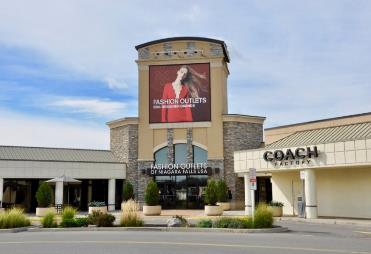 FASHION OUTLETS
FASHION OUTLETS
OF NIAGARA FALLS USA
COACH
FACTORY